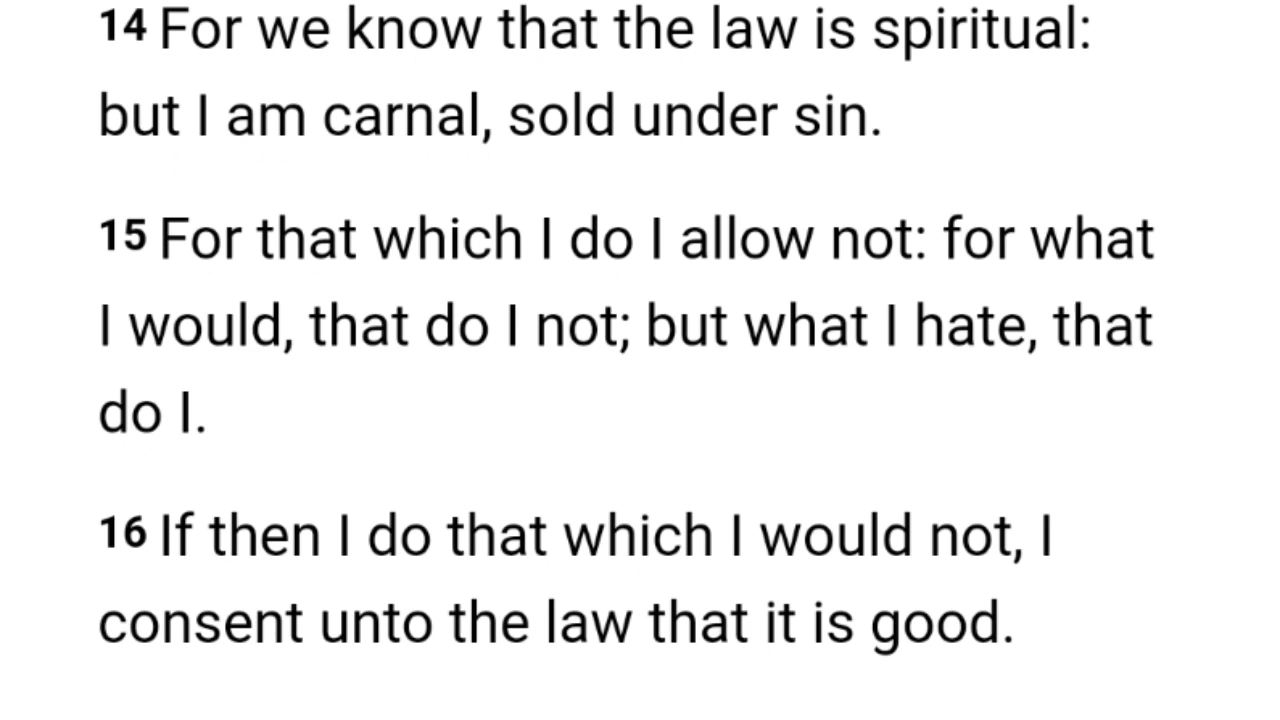 14 For we know that the law is spiritual:
but I am carnal, sold under sin.
15 For that which I do I allow not: for what
I would, that do I not; but what I hate, that
do I.
16 If then I do that which I would not, I
consent unto the law that it is good.